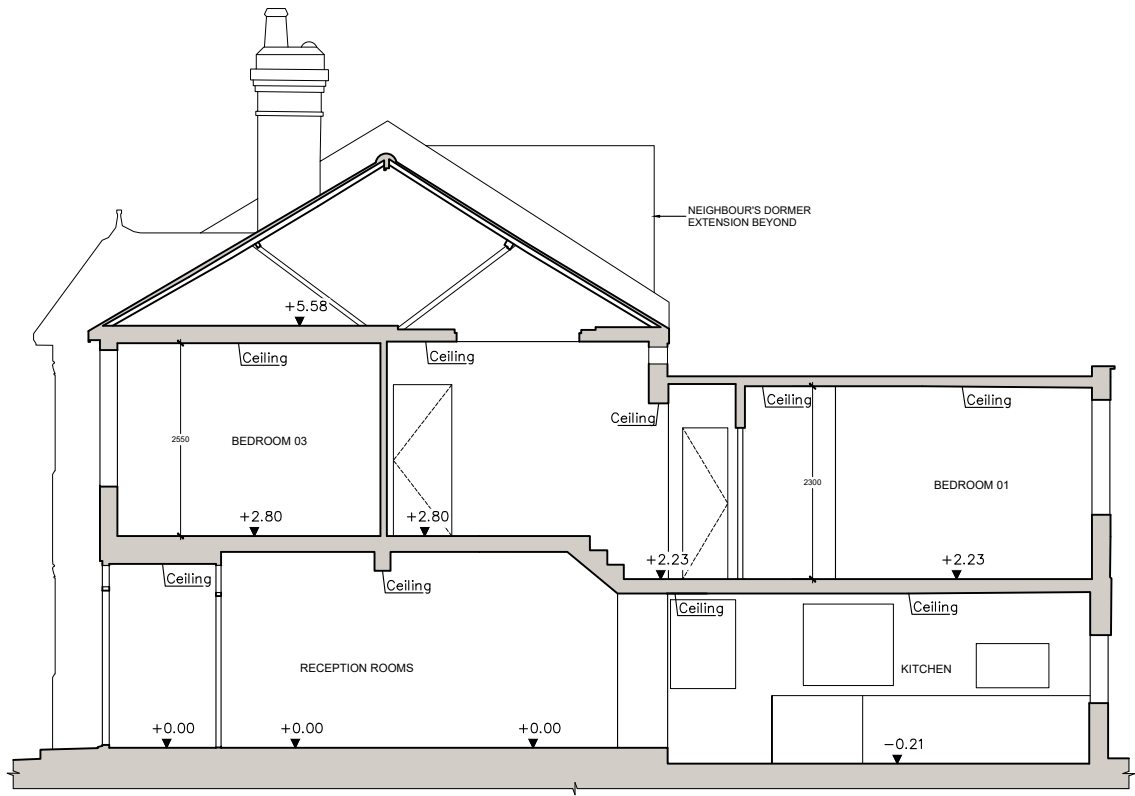 NEIGHBOUR'S DORMER
EXTENSION BEYOND
+5.58
Ceiling
Ceiling
Ceiling
Ceiling
Ceiling
2550
BEDROOM 03
2300
BEDROOM 01
+2.80
+2.80
+2.23
+2.23
Ceiling
Ceiling
Ceiling
Ceiling
RECEPTION ROOMS
KITCHEN
+0.00
+0.00
+0.00
-0.21